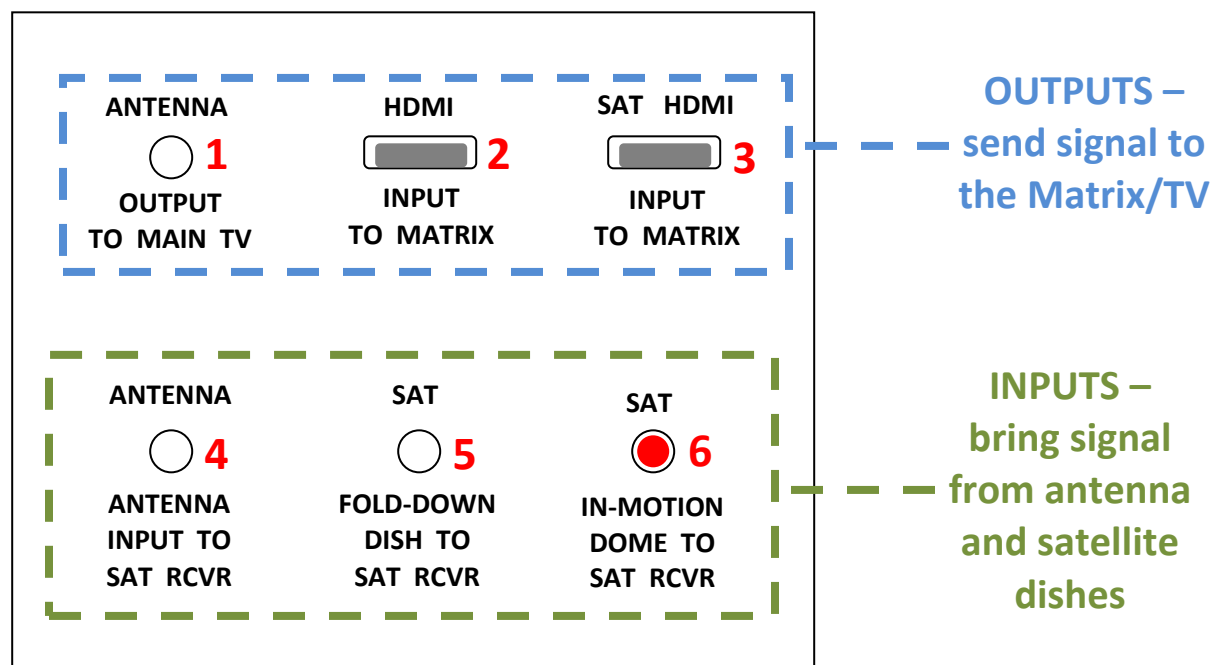 ANTENNA
1
OUTPUT
TO MAIN TV
HDMI
2
INPUT
TO MATRIX
SAT HDMI
3
INPUT
TO MATRIX
OUTPUTS –
send signal to
the Matrix/TV
ANTENNA
4
ANTENNA
INPUT TO
SAT RCVR
SAT
5
FOLD-DOWN
DISH TO
SAT RCVR
SAT
6
IN-MOTION
DOME TO
SAT RCVR
INPUTS –
bring signal
from antenna
and satellite
dishes